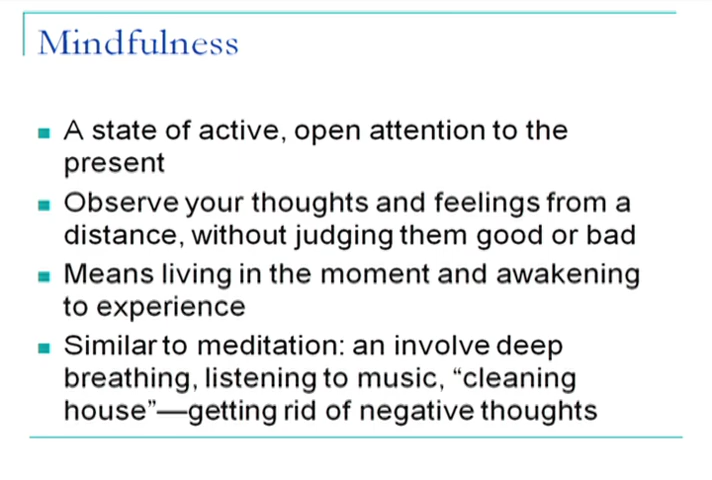 Mindfulness
A state of active, open attention to the
present
Observe your thoughts and feelings from a
distance, without judging them good or bad
Means living in the moment and awakening
to experience
Similar to meditation: an involve deep
breathing, listening to music, “cleaning
house”—getting rid of negative thoughts